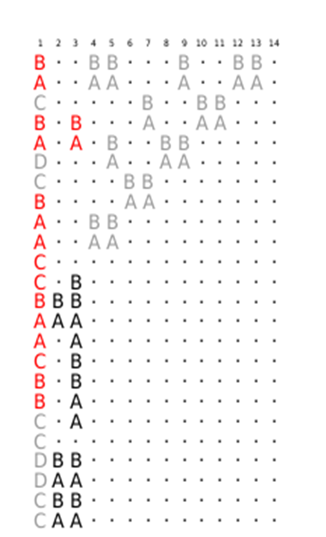 1 2 3 4 5 6 7 8 9 10 11 12 13 14
B · · B B · · · B · · B B ·
A · · A A · · · A · · A A ·
C · · · · · B · · B B · · ·
B · B · · · A · · A A · · ·
A · A · B · · B B · · · · ·
D · · · A · · A A · · · · ·
C · · · · B B · · · · · · ·
B · · · · A A · · · · · · ·
A · · B B · · · · · · · · ·
A · · A A · · · · · · · · ·
C · · · · · · · · · · · · ·
C · B · · · · · · · · · · ·
B B B · · · · · · · · · · ·
A A A · · · · · · · · · · ·
A · A · · · · · · · · · · ·
C · B · · · · · · · · · · ·
B · B · · · · · · · · · · ·
B · A · · · · · · · · · · ·
C · A · · · · · · · · · · ·
C · · · · · · · · · · · · ·
D B B · · · · · · · · · · ·
D A A · · · · · · · · · · ·
C B B · · · · · · · · · · ·
C A A · · · · · · · · · · ·